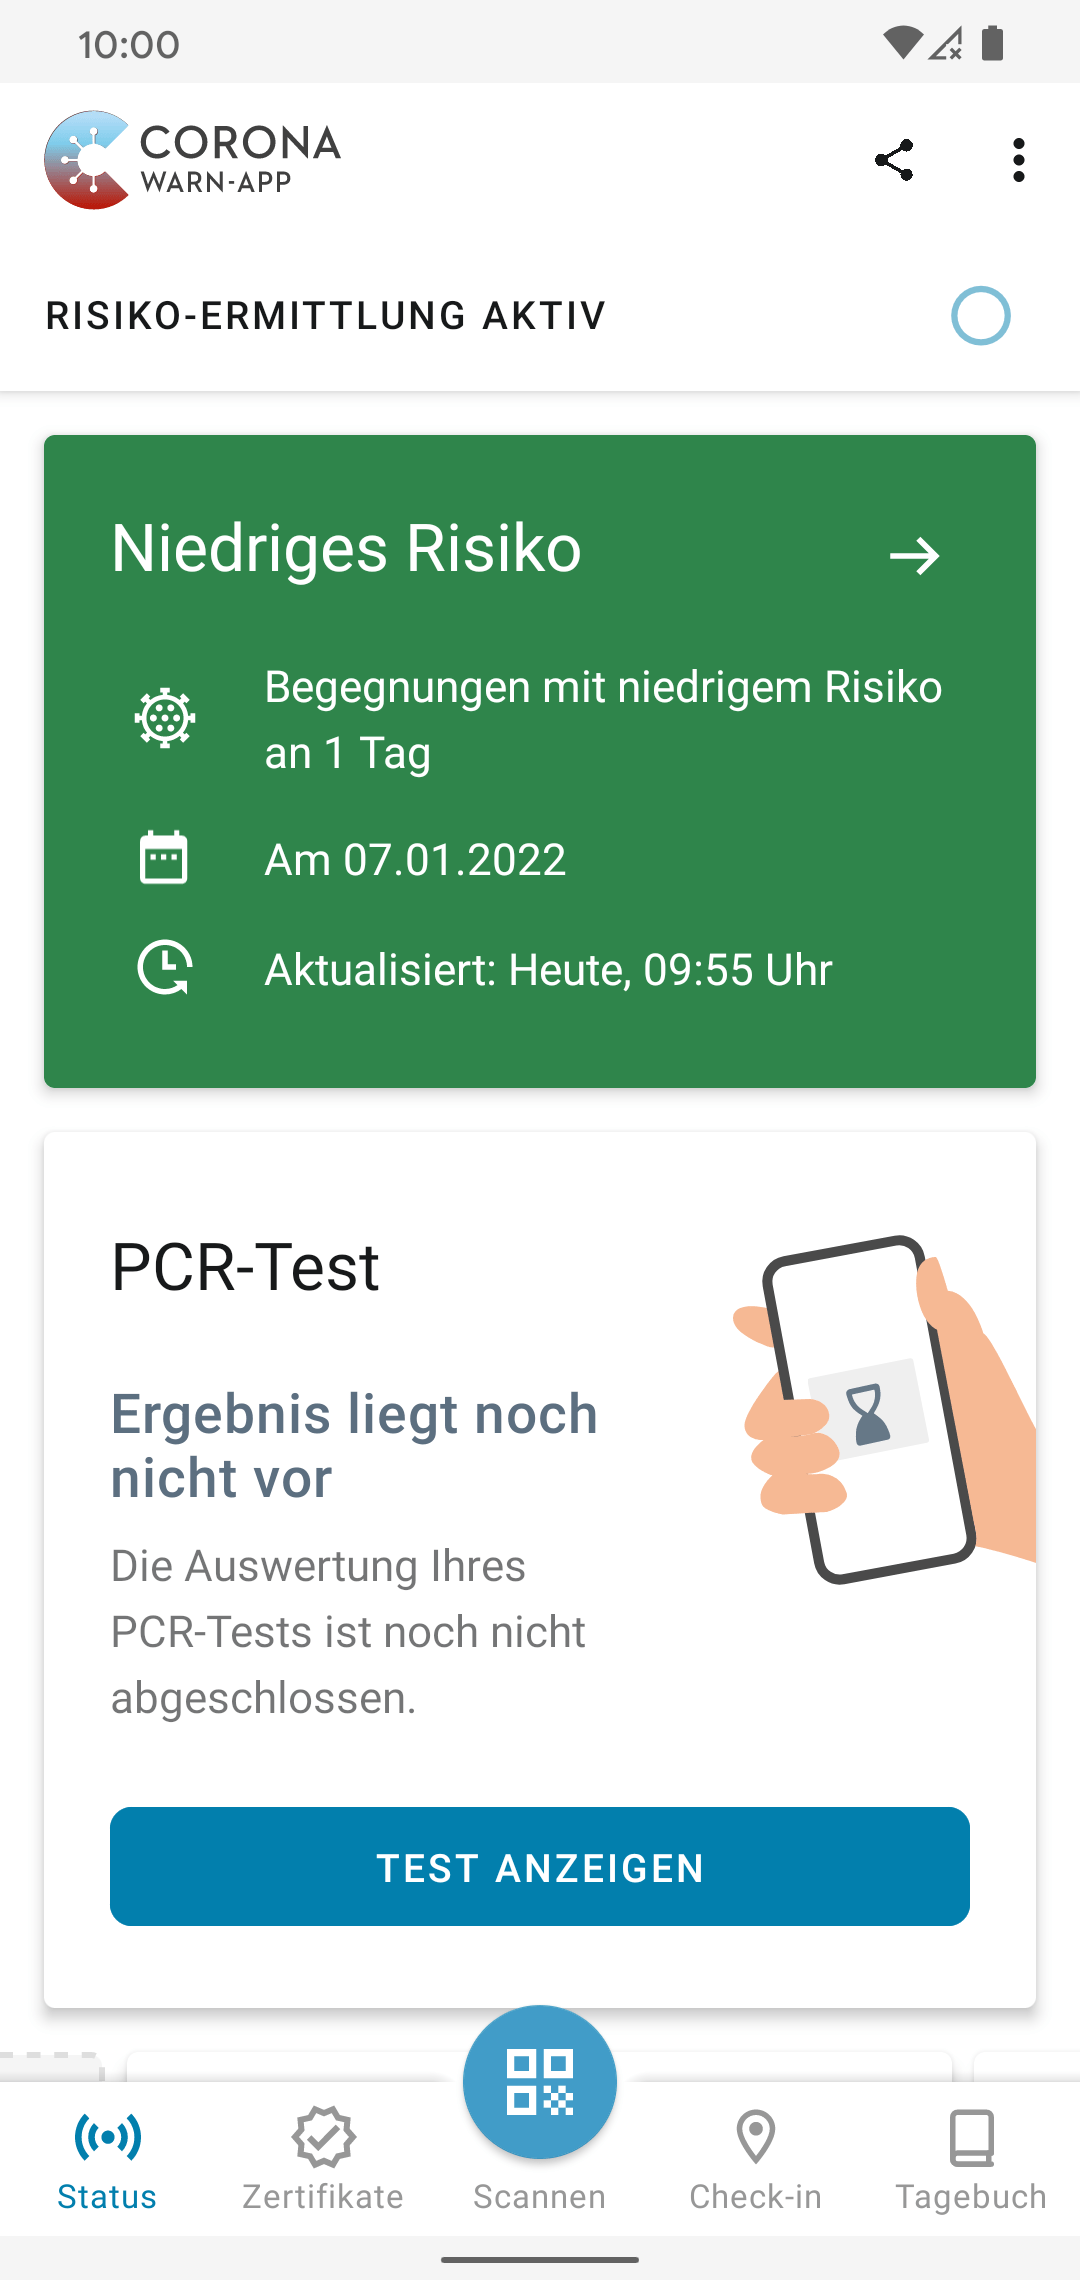 10:00
CORONA
WARN-APP
RISIKO-ERMITTLUNG AKTIV
Niedriges Risiko
Begegnungen mit niedrigem Risiko
an 1 Tag
Am 07.01.2022
Aktualisiert: Heute, 09:55 Uhr
PCR-Test
Ergebnis liegt noch
nicht vor
Die Auswertung Ihres
PCR-Tests ist noch nicht
abgeschlossen.
TEST ANZEIGEN
Status
Zertifikate
Scannen
Check-in
Tagebuch